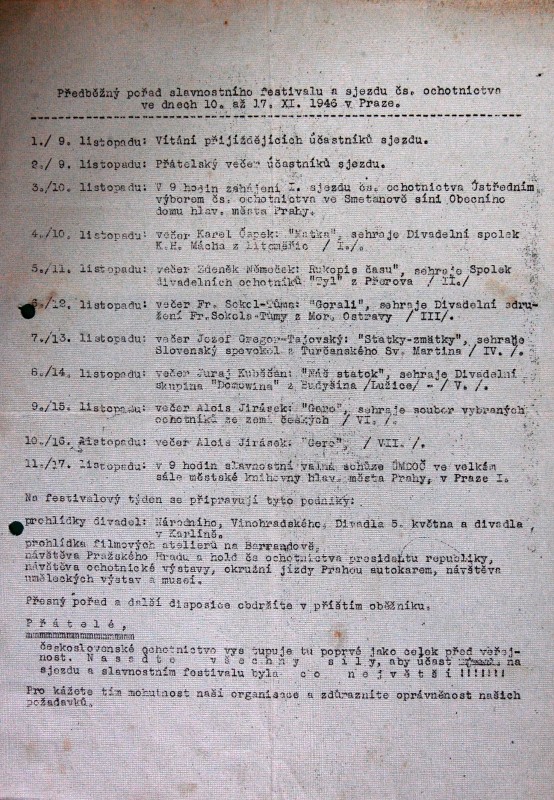 Předběžný pořad slavnostního festivalu a sjezdu čs. ochotnictva
ve dnech 10. až 17. XI. 1946 v Praze.
1./ 9. listopadu: Vítání přijíždějících účastníků sjezdu.
2./ 9. listopadu: Přátelský večer účastníků sjezdu.
3./10. listopadu: V 9 hodin zahájení I. sjezdu čs. ochotnictva Ústředním
výborem čs. ochotnictva ve Smetanově síni Obecního
domu hlav. města Prahy.
4./10. listopadu: večer Karel Čapek: "Matka", sehraje Divadelní spolek
K.H. Mácha z Litoměřic / I./.
5./11. listopadu: večer Zdeněk Němeček: Rukopis času", sehraje Spolek
divadelních ochotníků "Tyl" z Přerova / II./
6./12. listopadu: večer Fr. Sokol-Tůma: "Gorali", sehraje Divadelní sdru-
žení Fr.Sokola-Tůmy z Mor. Ostravy / III/.
7./13. listopadu: večer Jozef Gregor-Tajovský: "Statky-zmätky", sehraje
Slovenský spevokol z Turčanského Sv. Martina / IV. /.
8./14. listopadu: večer Juraj Kuběčan: "Náš statok", sehraje Divadelní
skupina "Domowina" z Budyšína /Lužice/ - / V. /.
9./15. listopadu: večer Alois Jirásek: "Gero", sehraje soubor vybraných
ochotníků ze zemí českých / VI. /.
10./16. listopadu: večer Alois Jirásek: "Gero", / VII. /.
11./17. listopadu: v 9 hodin slavnostní valná schůze ÚMDOČ ve velkém
sále městské knihovny hlav. města Prahy, v Praze I.
Na festivalový týden se připravují tyto podniky:
prohlídky divadel: Národního, Vinohradského, Divadla 5. května a divadla
v Karlíně.
prohlídka filmových atelierů na Barrandově,
návštěva Pražského Hradu a hold čs ochotnictva presidentu republiky,
návštěva ochotnické výstavy, okružní jízdy Prahou autokarem, návštěva
uměleckých výstav a museí.
Přesný pořad a další disposice obdržíte v příštím oběžníku.
P ř á t e l é ,
československé ochotnictvo vystupuje tu poprvé jako celek před veřej-
ností. N a s a ď t e v š e c h n y s í l y, aby účast na
sjezdu a slavnostním festivalu byla c o n e j v ě t š í !!!!!!!
Pro kážete tím mohutnost naší organisace a zdůrazníte oprávněnost našich
požadavků.